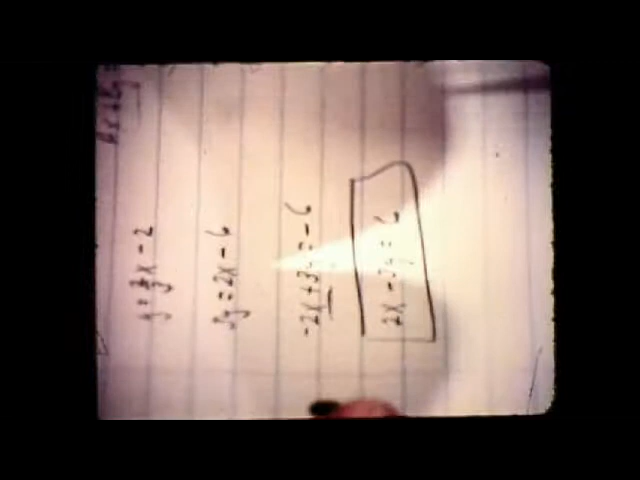 y = 2/3x - 2
3y = 2x - 6
-2x + 3y = -6
2x - 3y = 6